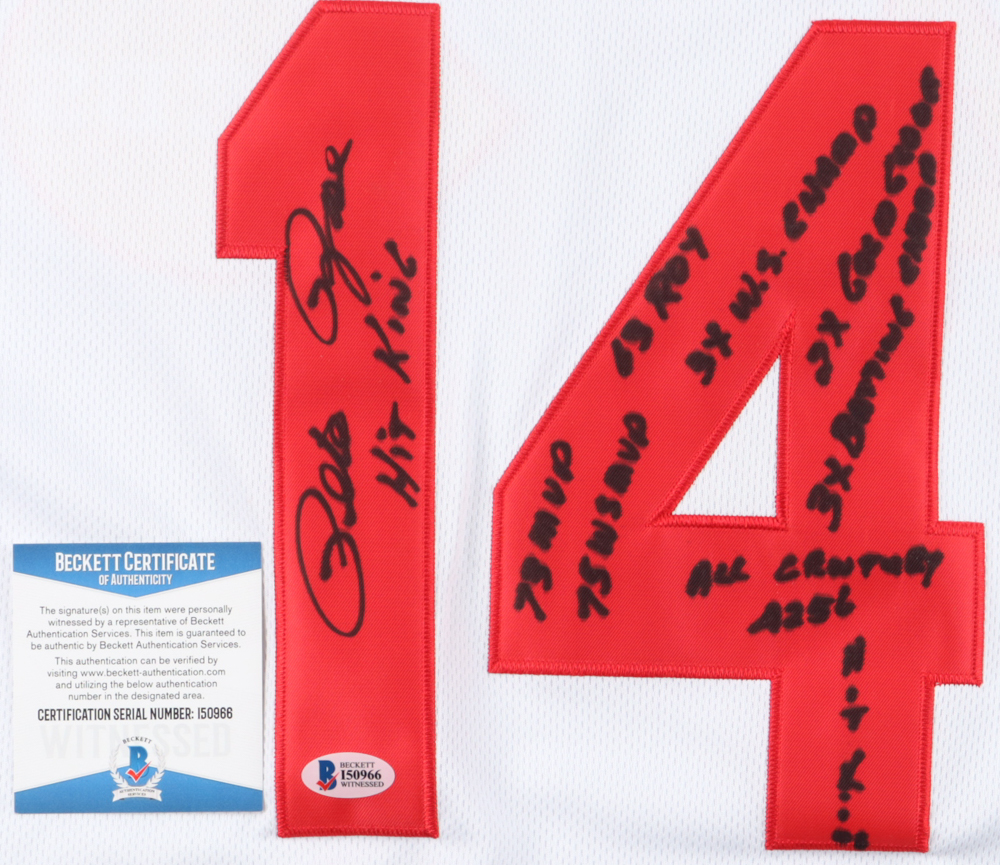 14
Pete Rose
Hit King
73 MVP
75 WS MVP
63 ROY
3X W.S. CHAMP
2X GOLD GLOVE
3X BATTING CHAMP
ALL CENTURY
4256
H.I.T
BECKETT CERTIFICATE
OF AUTHENTICITY
The signature(s) on this item were personally
witnessed by a representative of Beckett
Authentication Services. This item is guaranteed to
be authentic by Beckett Authentication Services.
This authentication can be verified by
visiting www.beckett-authentication.com
and utilizing the below authentication
number in the designated area.
CERTIFICATION SERIAL NUMBER: I50966
WITNESSED
BECKETT
B
BECKETT
I50966
WITNESSED